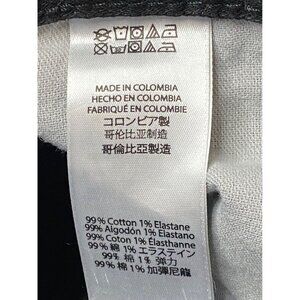 MADE IN COLOMBIA
HECHO EN COLOMBIA
FABRIQUÉ EN COLOMBIE
コロンビア製
哥伦比亚制造
哥倫比亞製造
99% Cotton 1% Elastane
99% Algodón 1% Elastano
99% Coton 1% Élasthanne
99% 綿 1% エラステイン
99% 棉 1% 弹力
99% 棉 1% 加彈尼龍